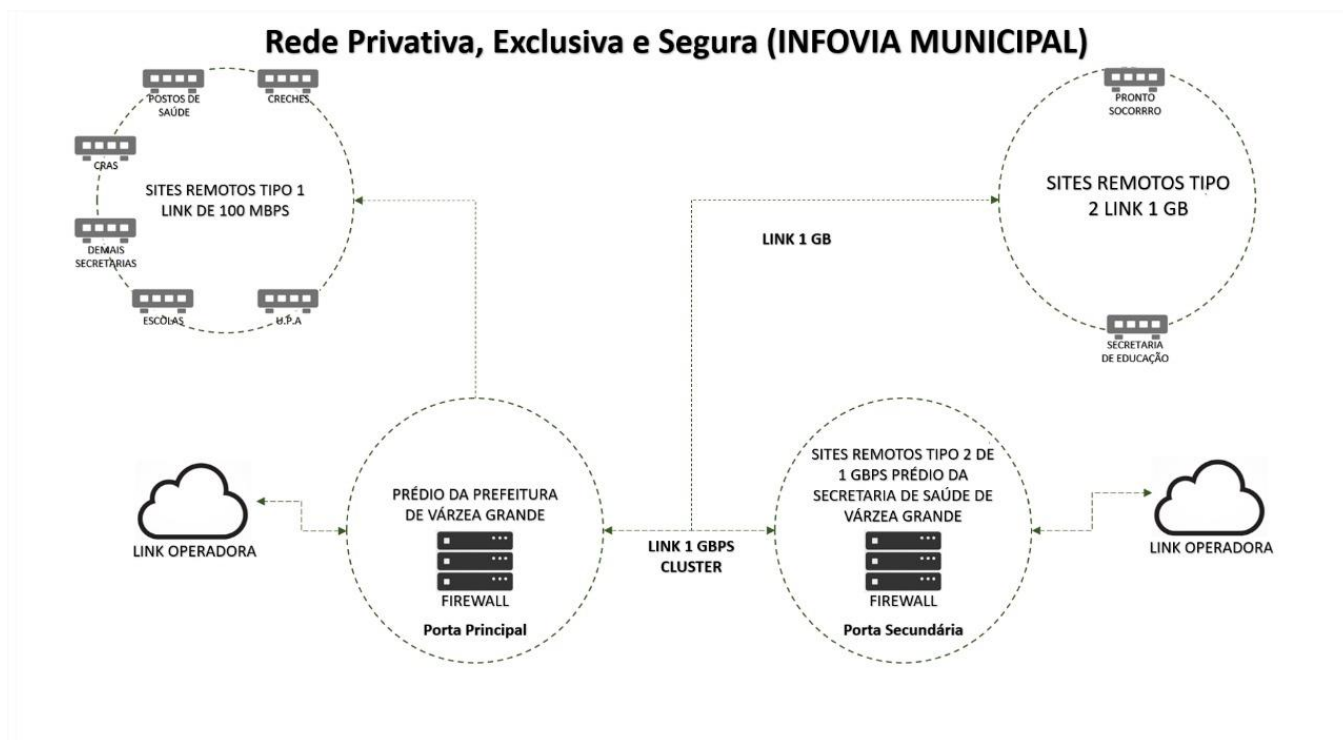 Rede Privativa, Exclusiva e Segura (INFOVIA MUNICIPAL)
POSTOS DE
SAÚDE
CRECHES
CRAS
SITES REMOTOS TIPO 1
LINK DE 100 MBPS
DEMAIS
SECRETARIAS
ESCOLAS
U.P.A
PRONTO
SOCORRRO
SITES REMOTOS TIPO
2 LINK 1 GB
SECRETARIA
DE EDUCAÇÃO
LINK 1 GB
LINK OPERADORA
PRÉDIO DA PREFEITURA
DE VÁRZEA GRANDE
FIREWALL
Porta Principal
LINK 1 GBPS
CLUSTER
SITES REMOTOS TIPO 2 DE
1 GBPS PRÉDIO DA
SECRETARIA DE SAÚDE DE
VÁRZEA GRANDE
FIREWALL
Porta Secundária
LINK OPERADORA